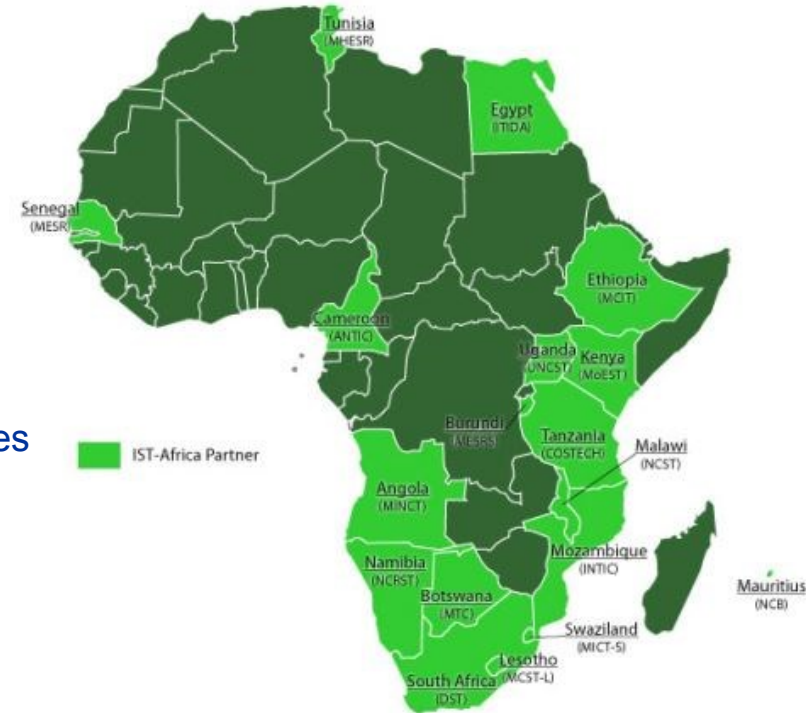 Tunisia
(MHESR)
Egypt
(ITIDA)
Senegal
(MESR)
Ethiopia
(MCIT)
Cameroon
(ANTIC)
Uganda
(UNCST)
Kenya
(MoEST)
Burundi
(MESRS)
Tanzania
(COSTECH)
Malawi
(NCST)
es
IST-Africa Partner
Angola
(MINCT)
Mozambique
(INTIC)
Namibia
(NCRST)
Botswana
(MTC)
Mauritius
(NCB)
Swaziland
(MICT-S)
Lesotho
(MCST-L)
South Africa
(DST)